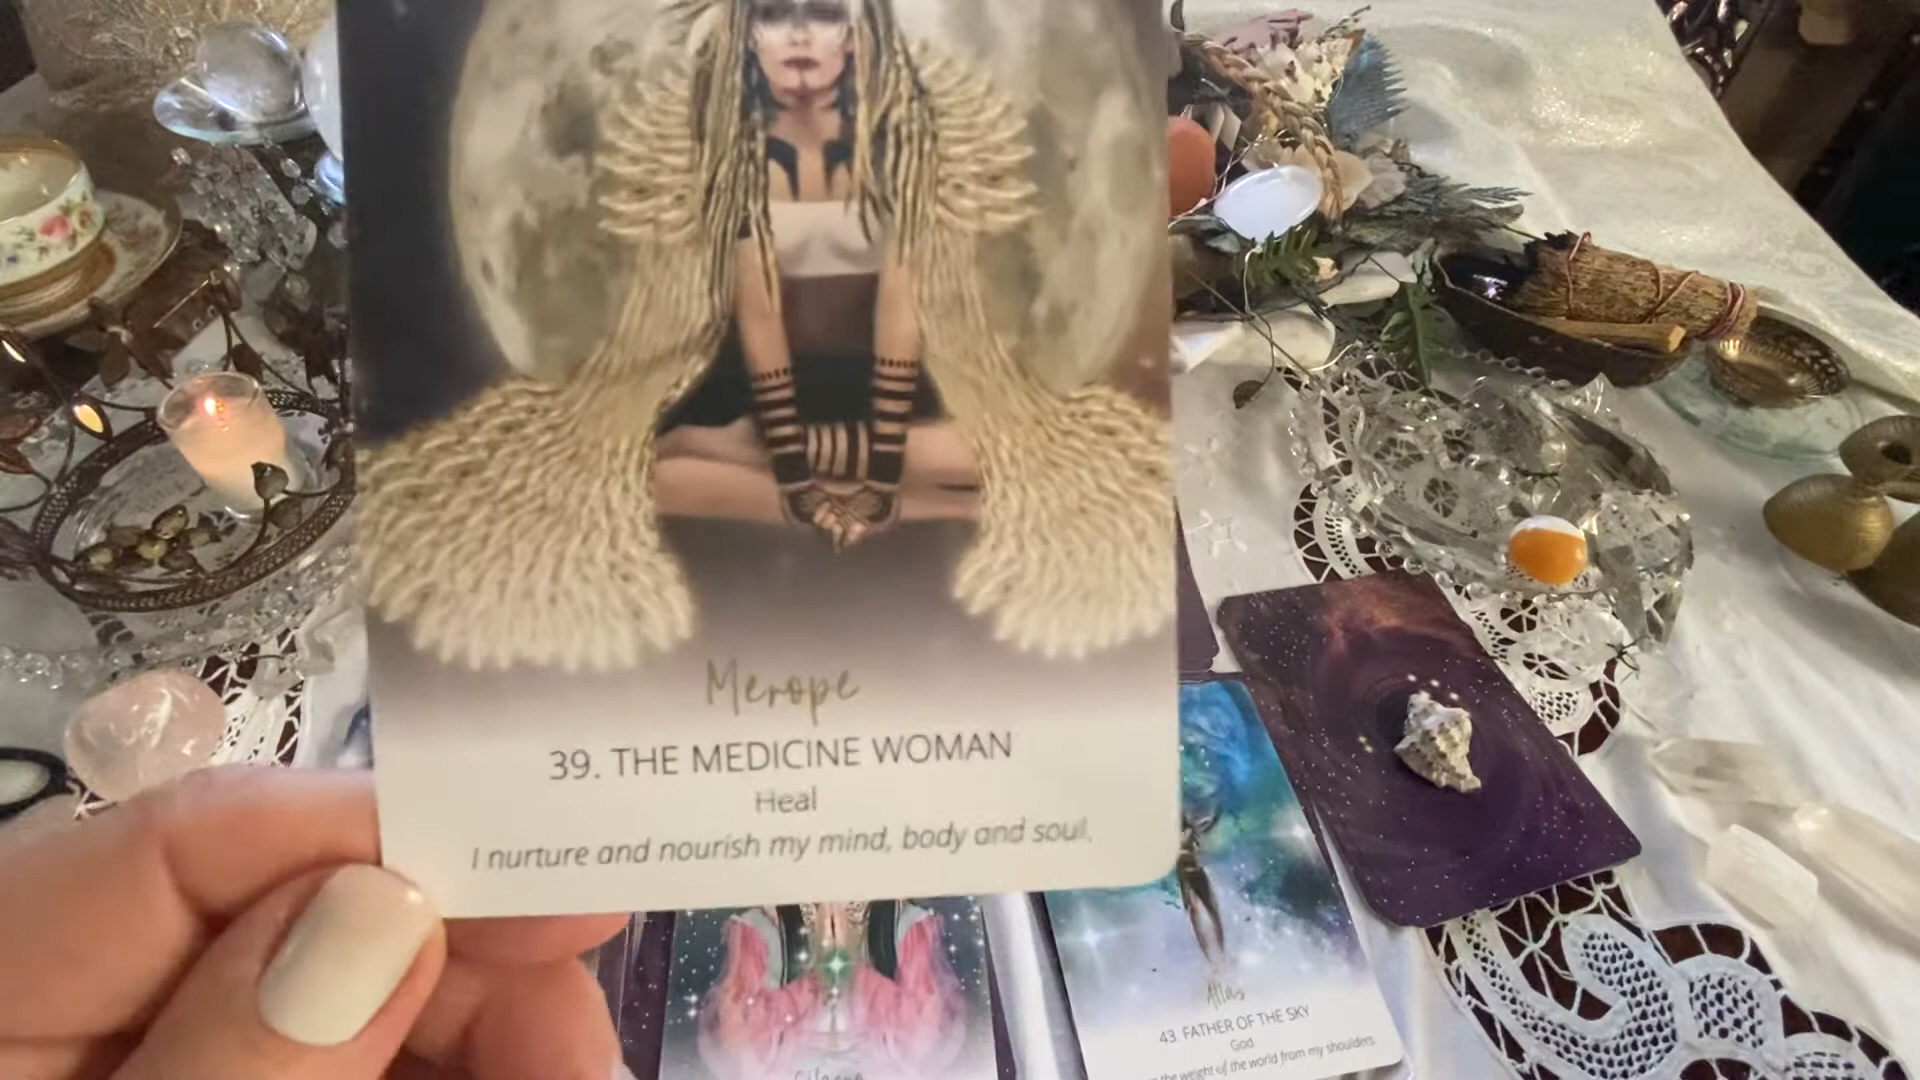 Merope
39. THE MEDICINE WOMAN
Heal
I nurture and nourish my mind, body and soul.
Atlas
43. FATHER OF THE SKY
God
the weight of the world from my shoulders.